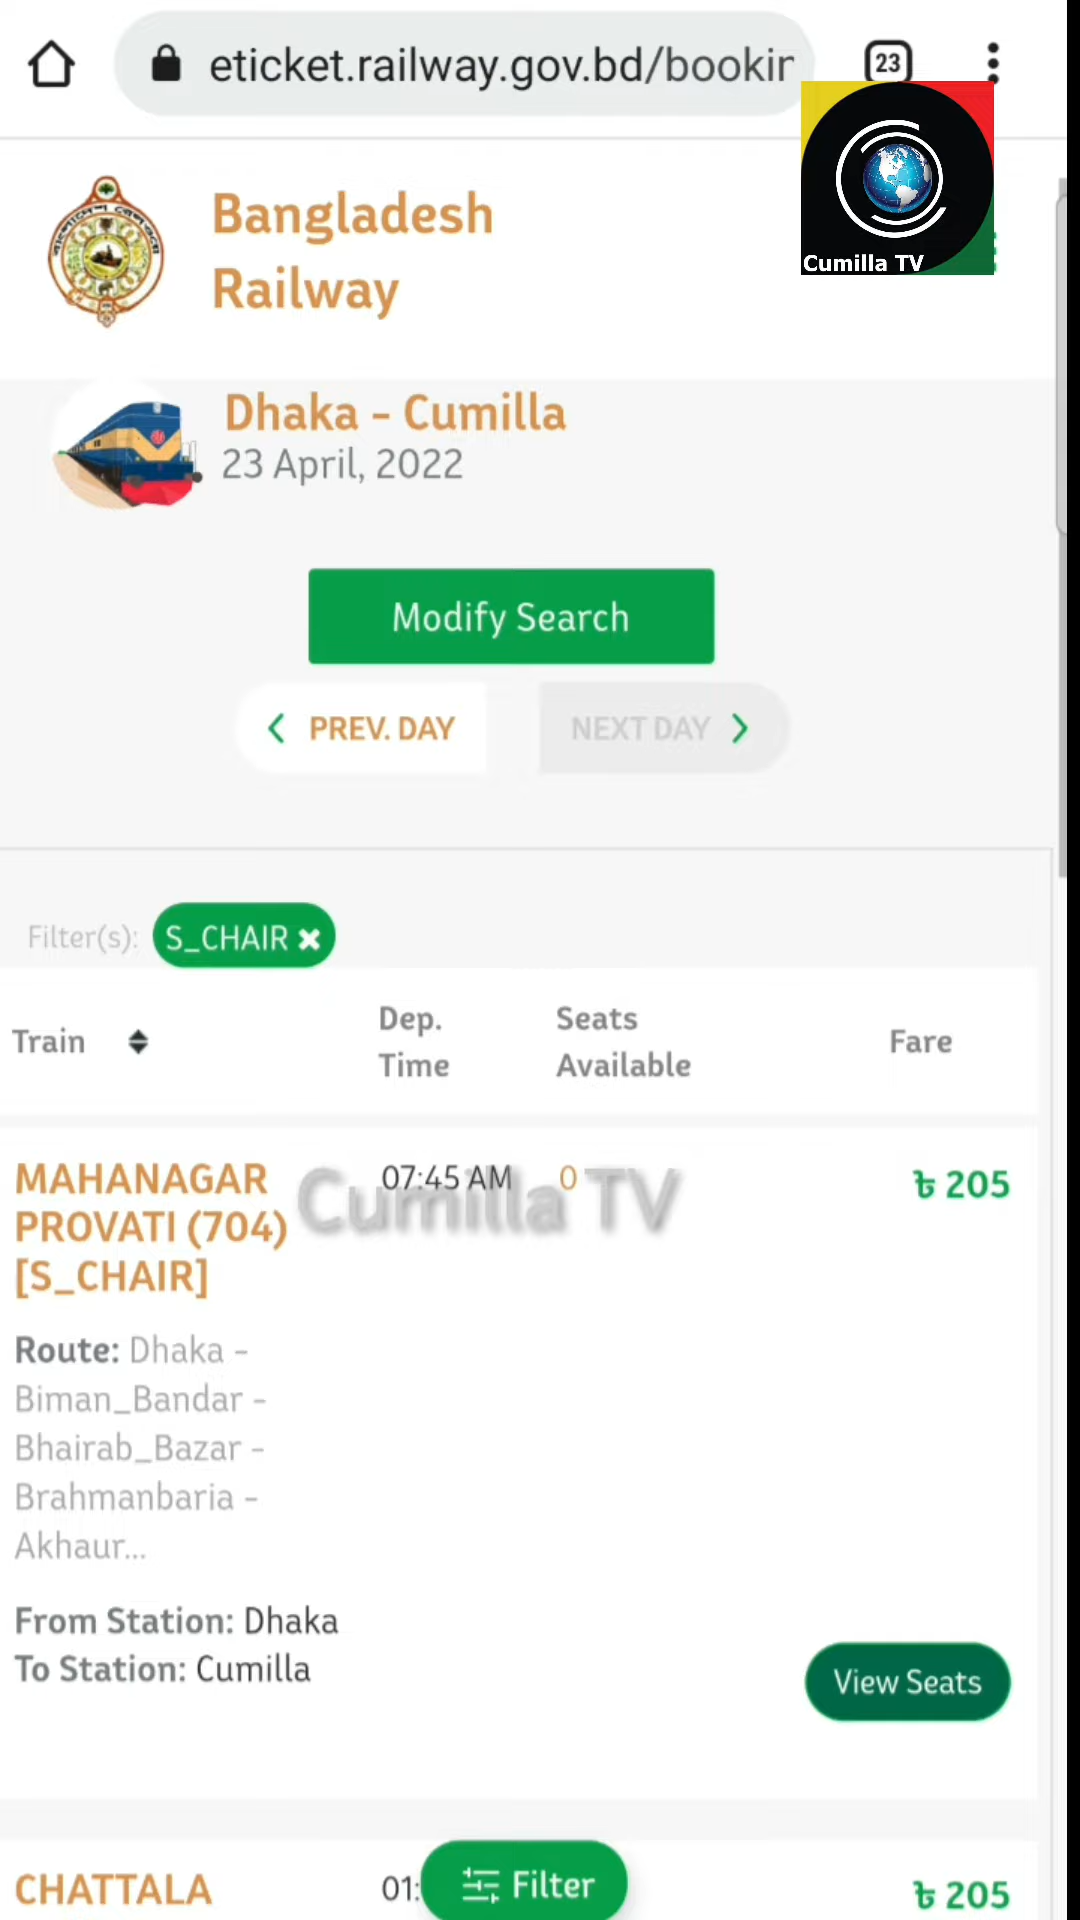 eticket.railway.gov.bd/bookin
23
Bangladesh
Railway
Cumilla TV
Dhaka - Cumilla
23 April, 2022
Modify Search
PREV. DAY
NEXT DAY
Filter(s): S_CHAIR
Train
Dep.
Time
Seats
Available
Fare
MAHANAGAR
PROVATI (704)
[S_CHAIR]
07:45 AM
0
৳ 205
Cumilla TV
Route: Dhaka -
Biman_Bandar -
Bhairab_Bazar -
Brahmanbaria -
Akhaur...
From Station: Dhaka
To Station: Cumilla
View Seats
CHATTALA
01:
Filter
৳ 205